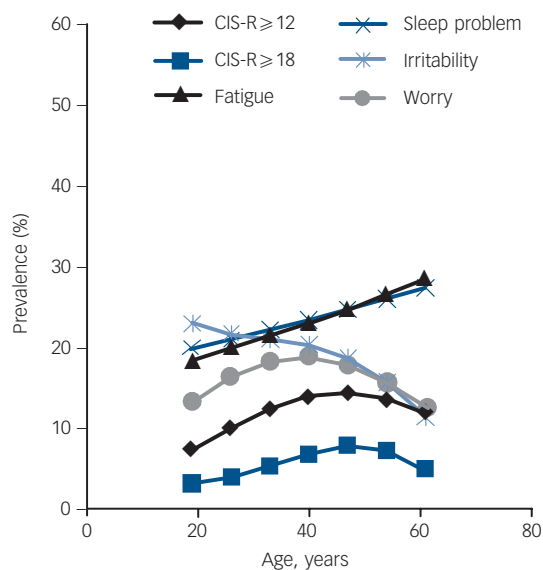 60
50
40
30
20
10
0
Prevalence (%)
CIS-R⩾12
CIS-R⩾18
Fatigue
Sleep problem
Irritability
Worry
0 20 40 60 80
Age, years